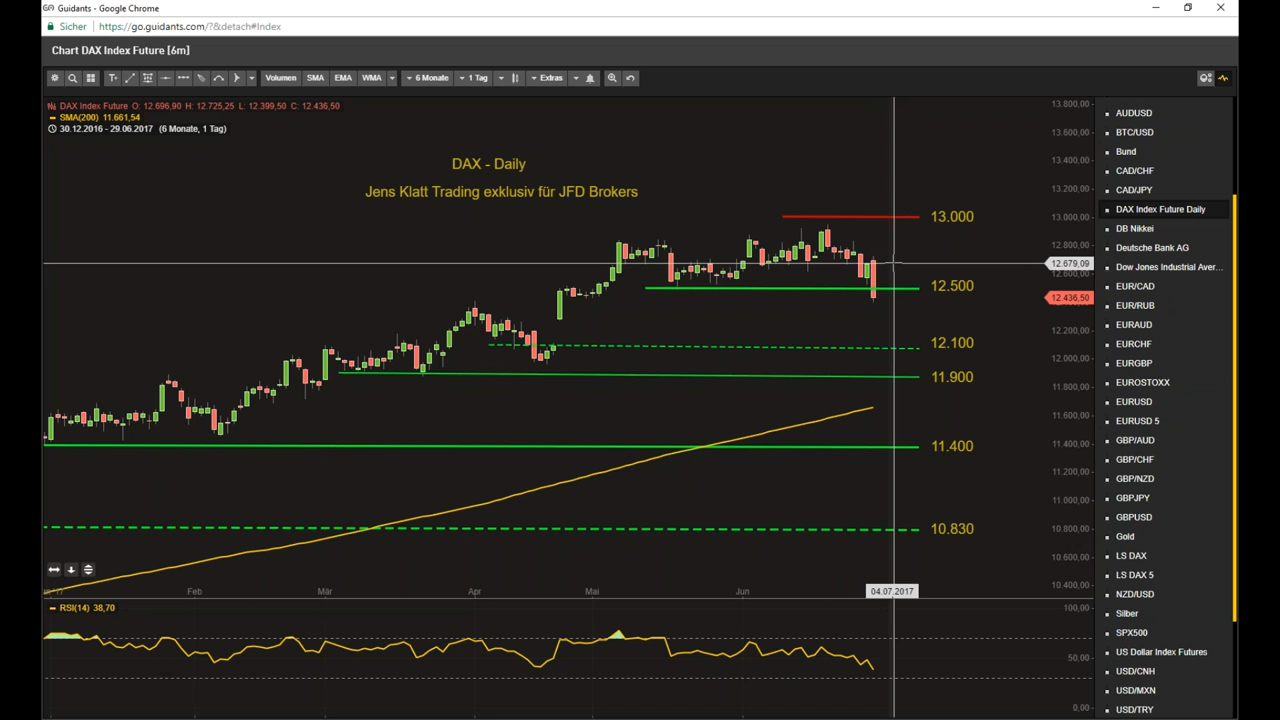 Guidants - Google Chrome
Sicher https://go.guidants.com/?&detach#Index
Chart DAX Index Future [6m]
Volumen SMA EMA WMA 6 Monate 1 Tag Extras
DAX Index Future O: 12.696,90 H: 12.725,25 L: 12.399,50 C: 12.436,50
SMA(200) 11.661,54
30.12.2016 - 29.06.2017 (6 Monate, 1 Tag)
DAX - Daily
Jens Klatt Trading exklusiv für JFD Brokers
13.000
12.500
12.100
11.900
11.400
10.830
13.800,00
13.600,00
13.400,00
13.200,00
13.000,00
12.800,00
12.679,09
12.600,00
12.436,50
12.200,00
12.000,00
11.800,00
11.600,00
11.400,00
11.200,00
11.000,00
10.800,00
10.600,00
10.400,00
Feb Mär Apr Mai Jun 04.07.2017
RSI(14) 38,70
100,00
50,00
0,00
AUDUSD
BTC/USD
Bund
CAD/CHF
CAD/JPY
DAX Index Future Daily
DB Nikkei
Deutsche Bank AG
Dow Jones Industrial Aver...
EUR/CAD
EUR/RUB
EURAUD
EURCHF
EURGBP
EUROSTOXX
EURUSD
EURUSD 5
GBP/AUD
GBP/CHF
GBP/NZD
GBPJPY
GBPUSD
Gold
LS DAX
LS DAX 5
NZD/USD
Silber
SPX500
US Dollar Index Futures
USD/CNH
USD/MXN
USD/TRY